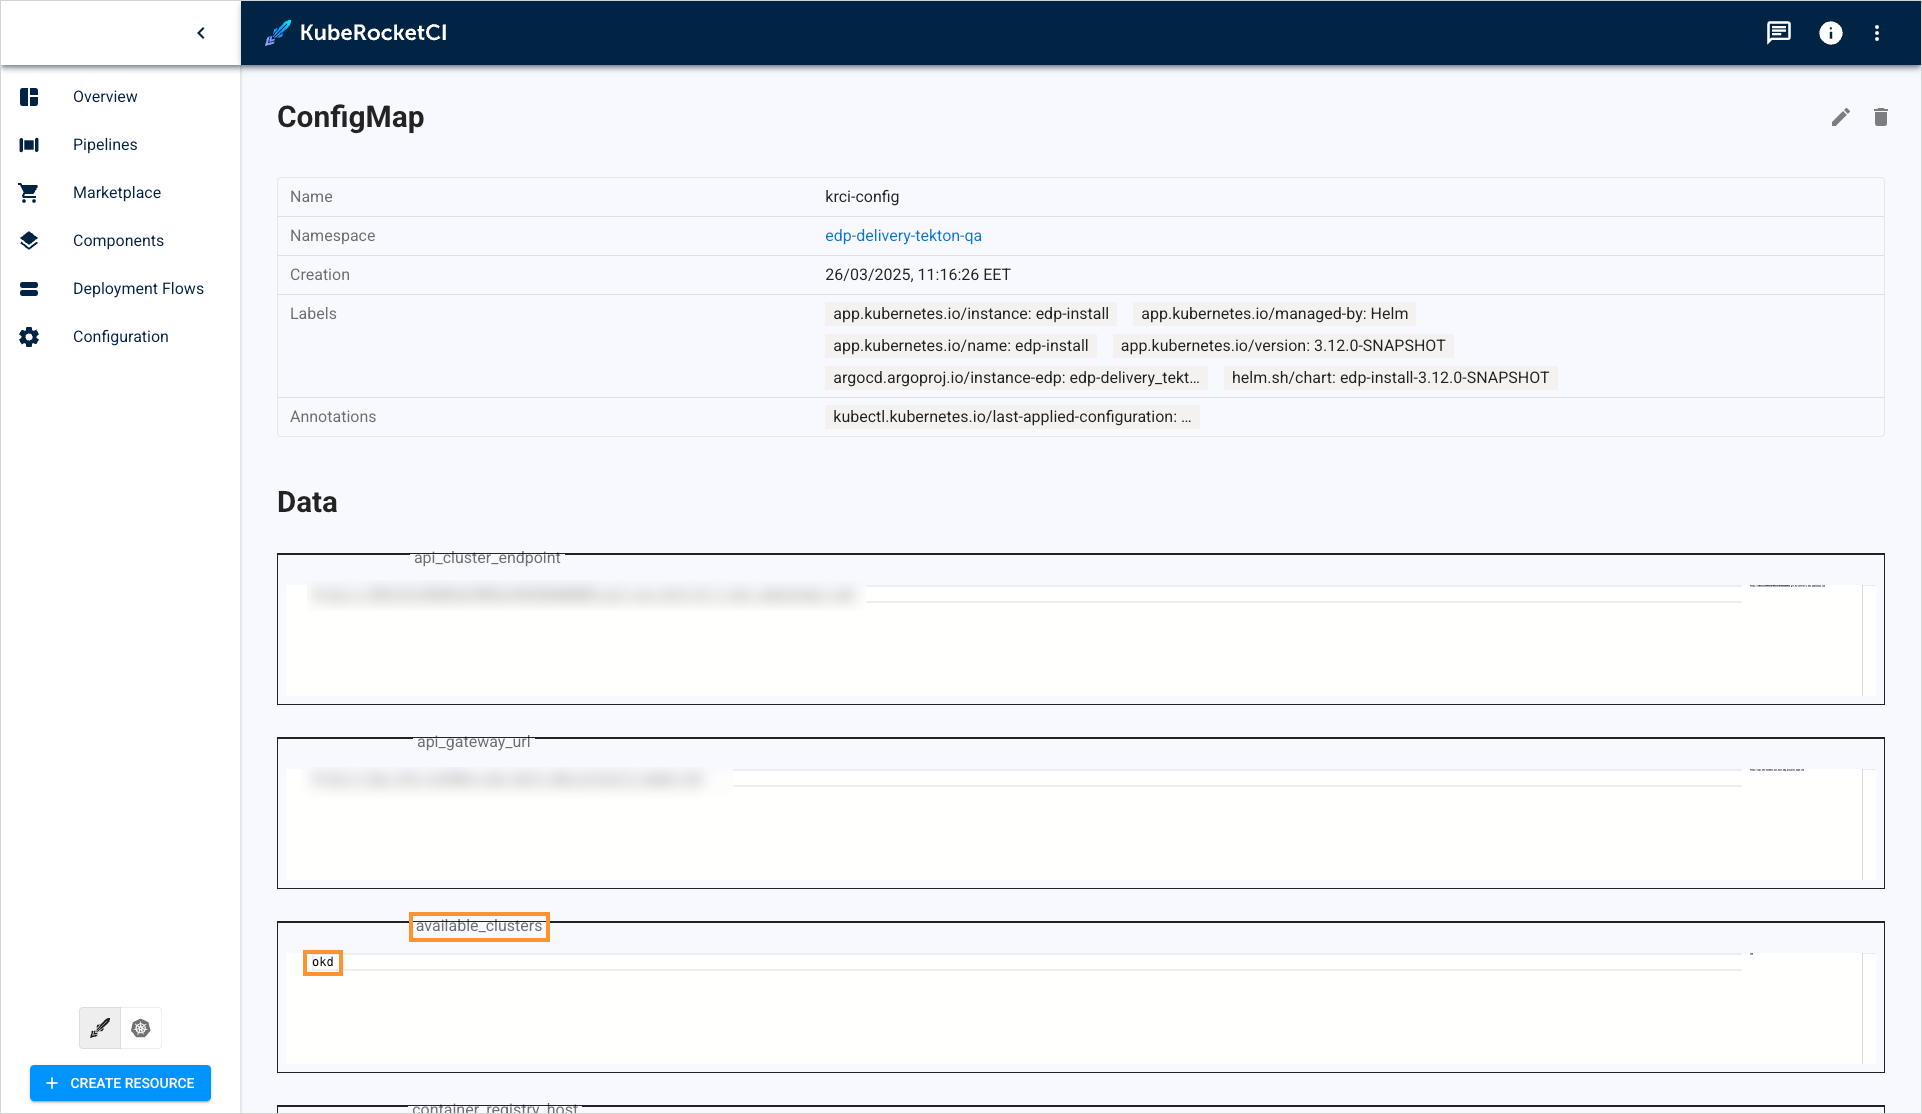 KubeRocketCI
Overview
Pipelines
Marketplace
Components
Deployment Flows
Configuration
CREATE RESOURCE
ConfigMap
Name krci-config
Namespace edp-delivery-tekton-qa
Creation 26/03/2025, 11:16:26 EET
Labels app.kubernetes.io/instance: edp-install app.kubernetes.io/managed-by: Helm
app.kubernetes.io/name: edp-install app.kubernetes.io/version: 3.12.0-SNAPSHOT
argocd.argoproj.io/instance-edp: edp-delivery_tekt... helm.sh/chart: edp-install-3.12.0-SNAPSHOT
Annotations kubectl.kubernetes.io/last-applied-configuration: ...
Data
api_cluster_endpoint
api_gateway_url
available_clusters
okd
container_registry_host